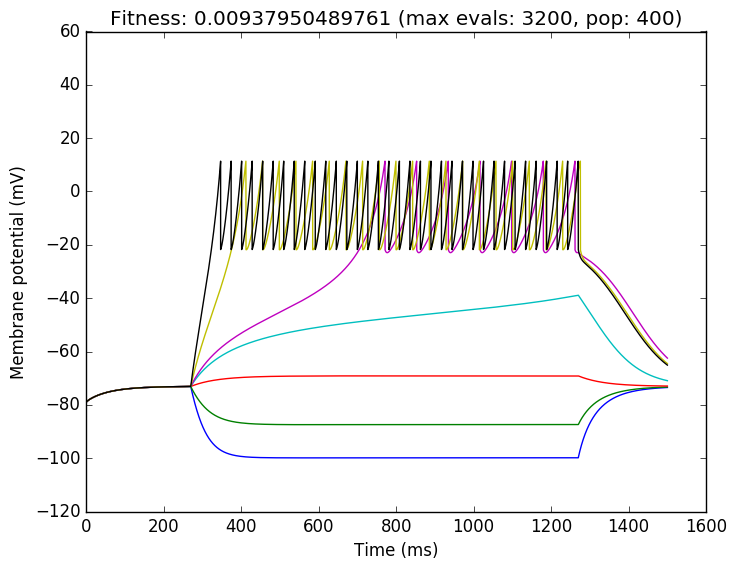 Fitness: 0.00937950489761 (max evals: 3200, pop: 400)
60
40
20
0
−20
−40
−60
−80
−100
−120
Membrane potential (mV)
0 200 400 600 800 1000 1200 1400 1600
Time (ms)